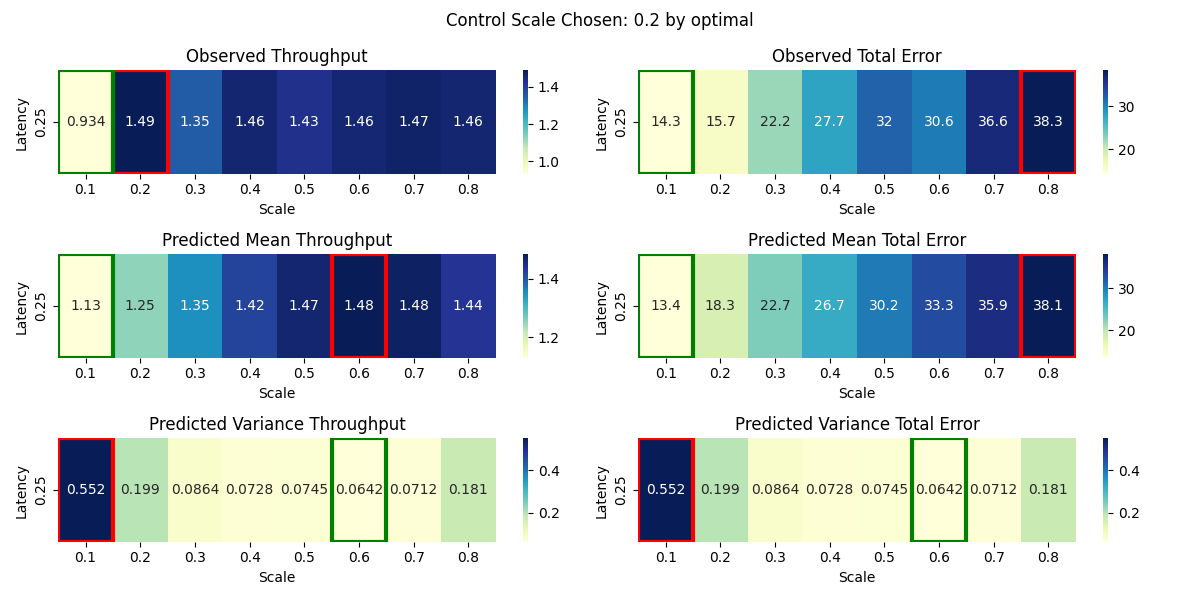 Control Scale Chosen: 0.2 by optimal
Observed Throughput
Latency
0.25
0.934 1.49 1.35 1.46 1.43 1.46 1.47 1.46
0.1 0.2 0.3 0.4 0.5 0.6 0.7 0.8
Scale
1.4
1.2
1.0
Observed Total Error
Latency
0.25
14.3 15.7 22.2 27.7 32 30.6 36.6 38.3
0.1 0.2 0.3 0.4 0.5 0.6 0.7 0.8
Scale
30
20
Predicted Mean Throughput
Latency
0.25
1.13 1.25 1.35 1.42 1.47 1.48 1.48 1.44
0.1 0.2 0.3 0.4 0.5 0.6 0.7 0.8
Scale
1.4
1.2
Predicted Mean Total Error
Latency
0.25
13.4 18.3 22.7 26.7 30.2 33.3 35.9 38.1
0.1 0.2 0.3 0.4 0.5 0.6 0.7 0.8
Scale
30
20
Predicted Variance Throughput
Latency
0.25
0.552 0.199 0.0864 0.0728 0.0745 0.0642 0.0712 0.181
0.1 0.2 0.3 0.4 0.5 0.6 0.7 0.8
Scale
0.4
0.2
Predicted Variance Total Error
Latency
0.25
0.552 0.199 0.0864 0.0728 0.0745 0.0642 0.0712 0.181
0.1 0.2 0.3 0.4 0.5 0.6 0.7 0.8
Scale
0.4
0.2